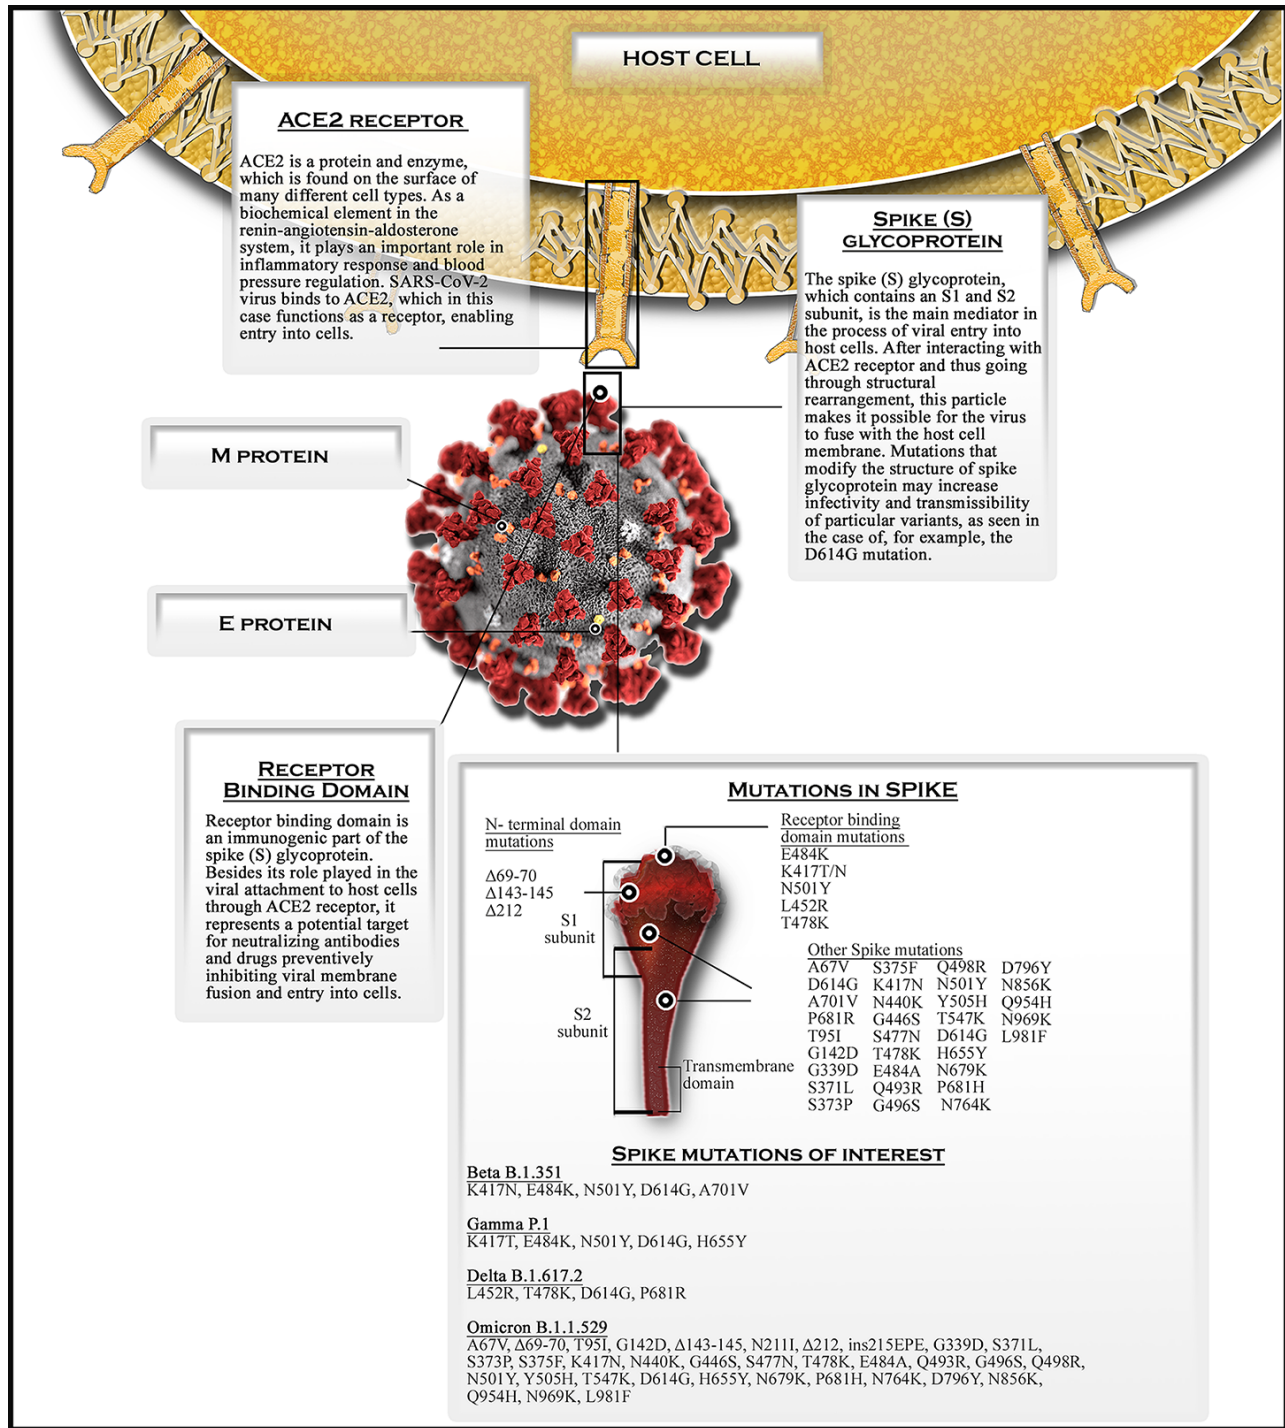 HOST CELL
ACE2 RECEPTOR
ACE2 is a protein and enzyme,
which is found on the surface of
many different cell types. As a
biochemical element in the
renin-angiotensin-aldosterone
system, it plays an important role in
inflammatory response and blood
pressure regulation. SARS-CoV-2
virus binds to ACE2, which in this
case functions as a receptor, enabling
entry into cells.
SPIKE (S)
GLYCOPROTEIN
The spike (S) glycoprotein,
which contains an S1 and S2
subunit, is the main mediator in
the process of viral entry into
host cells. After interacting with
ACE2 receptor and thus going
through structural
rearrangement, this particle
makes it possible for the virus
to fuse with the host cell
membrane. Mutations that
modify the structure of spike
glycoprotein may increase
infectivity and transmissibility
of particular variants, as seen in
the case of, for example, the
D614G mutation.
M PROTEIN
E PROTEIN
RECEPTOR
BINDING DOMAIN
Receptor binding domain is
an immunogenic part of the
spike (S) glycoprotein.
Besides its role played in the
viral attachment to host cells
through ACE2 receptor, it
represents a potential target
for neutralizing antibodies
and drugs preventively
inhibiting viral membrane
fusion and entry into cells.
MUTATIONS IN SPIKE
N- terminal domain
mutations
Δ69-70
Δ143-145
Δ212
S1
subunit
S2
subunit
Transmembrane
domain
Receptor binding
domain mutations
E484K
K417T/N
N501Y
L452R
T478K
Other Spike mutations
A67V S375F Q498R D796Y
D614G K417N N501Y N856K
A701V N440K Y505H Q954H
P681R G446S T547K N969K
T95I S477N D614G L981F
G142D T478K H655Y
G339D E484A N679K
S371L Q493R P681H
S373P G496S N764K
SPIKE MUTATIONS OF INTEREST
Beta B.1.351
K417N, E484K, N501Y, D614G, A701V
Gamma P.1
K417T, E484K, N501Y, D614G, H655Y
Delta B.1.617.2
L452R, T478K, D614G, P681R
Omicron B.1.1.529
A67V, Δ69-70, T95I, G142D, Δ143-145, N211I, Δ212, ins215EPE, G339D, S371L,
S373P, S375F, K417N, N440K, G446S, S477N, T478K, E484A, Q493R, G496S, Q498R,
N501Y, Y505H, T547K, D614G, H655Y, N679K, P681H, N764K, D796Y, N856K,
Q954H, N969K, L981F